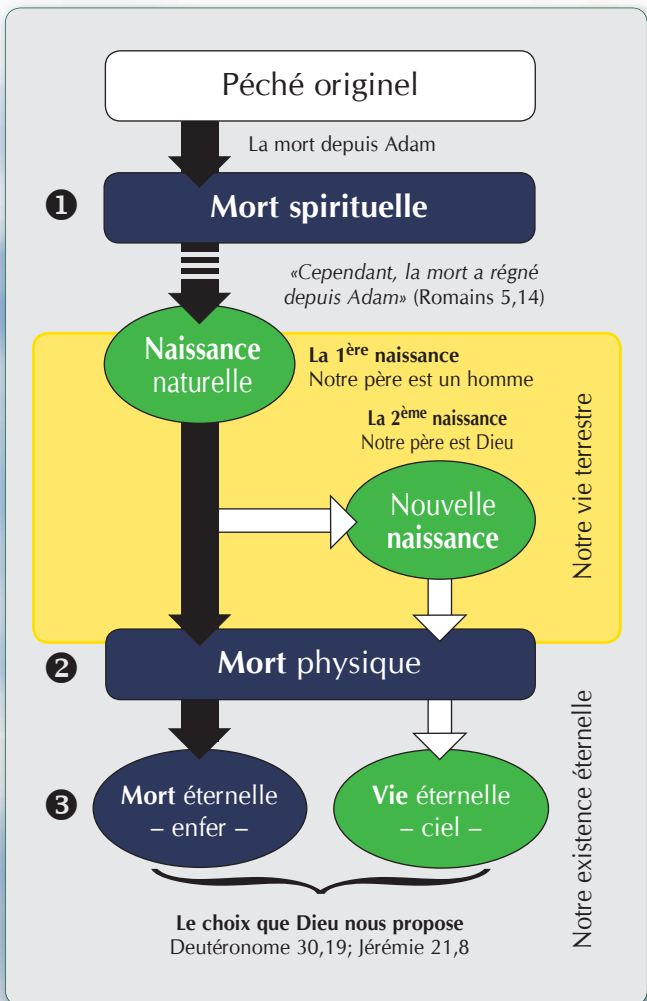 Péché originel
La mort depuis Adam
❶
Mort spirituelle
«Cependant, la mort a régné
depuis Adam» (Romains 5,14)
Naissance
naturelle
La 1ère naissance
Notre père est un homme
La 2ème naissance
Notre père est Dieu
Nouvelle
naissance
Notre vie terrestre
❷
Mort physique
❸
Mort éternelle
– enfer –
Vie éternelle
– ciel –
Notre existence éternelle
Le choix que Dieu nous propose
Deutéronome 30,19; Jérémie 21,8